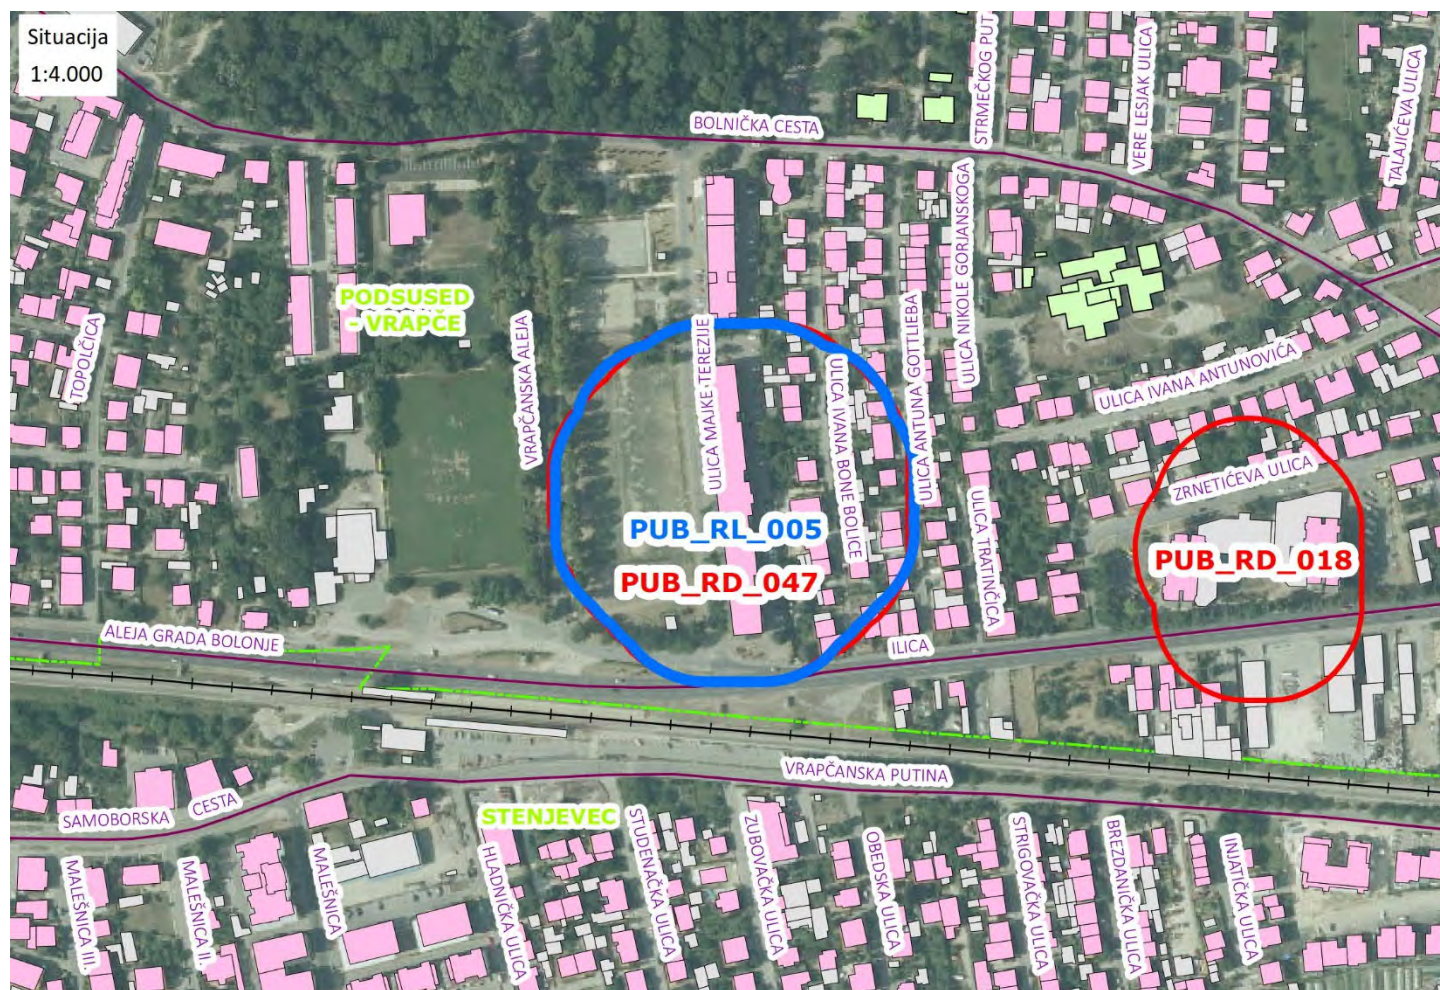 Situacija
1:4.000
BOLNIČKA CESTA
STRMEČKOG PUT
VERE LESJAK ULICA
TALAJIĆEVA ULICA
TOPOLČICA
PODSUSED
- VRAPČE
VRAPČANSKA ALEJA
ULICA MAJKE TEREZIJE
ULICA IVANA BONE BOLICE
ULICA ANTUNA GOTTLIEBA
ULICA NIKOLE GORJANSKOGA
ULICA IVANA ANTUNOVIĆA
ZRNETIĆEVA ULICA
ULICA TRATINČICA
PUB_RL_005
PUB_RD_047
PUB_RD_018
ALEJA GRADA BOLONJE
ILICA
VRAPČANSKA PUTINA
SAMOBORSKA CESTA
STENJEVEC
MALEŠNICA III.
MALEŠNICA II.
MALEŠNICA
HLADNIČKA ULICA
STUDENAČKA ULICA
ZUBOVAČKA ULICA
OBEDSKA ULICA
STRIGOVAČKA ULICA
BREZDANIČKA ULICA
INJATIČKA ULICA